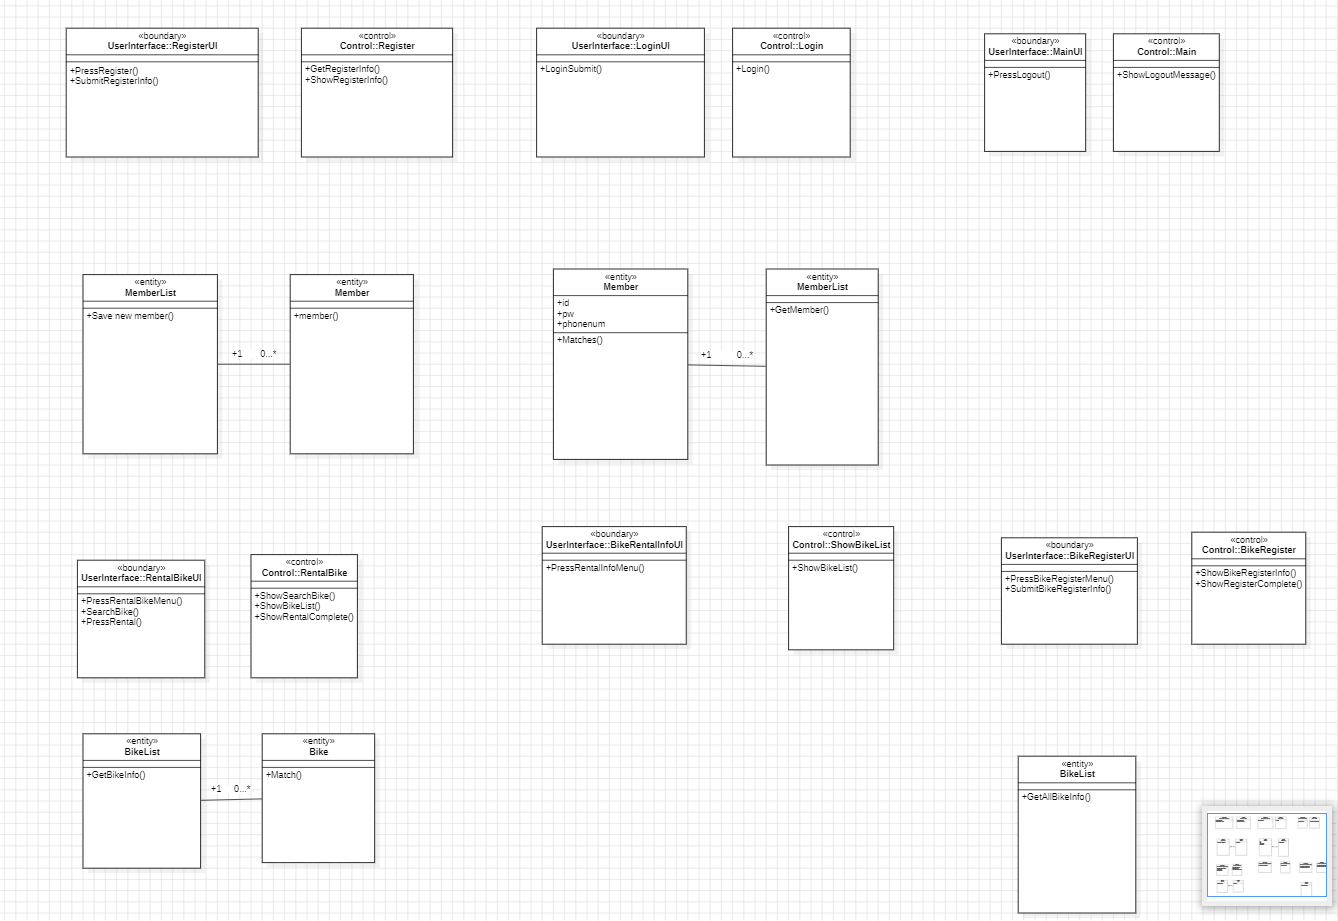 «boundary»
UserInterface::RegisterUI
+PressRegister()
+SubmitRegisterInfo()
«control»
Control::Register
+GetRegisterInfo()
+ShowRegisterInfo()
«boundary»
UserInterface::LoginUI
+LoginSubmit()
«control»
Control::Login
+Login()
«boundary»
UserInterface::MainUI
+PressLogout()
«control»
Control::Main
+ShowLogoutMessage()
«entity»
MemberList
+Save new member()
+1 0...*
«entity»
Member
+member()
«entity»
Member
+id
+pw
+phonenum
+Matches()
+1 0...*
«entity»
MemberList
+GetMember()
«boundary»
UserInterface::RentalBikeUI
+PressRentalBikeMenu()
+SearchBike()
+PressRental()
«control»
Control::RentalBike
+ShowSearchBike()
+ShowBikeList()
+ShowRentalComplete()
«boundary»
UserInterface::BikeRentalInfoUI
+PressRentalInfoMenu()
«control»
Control::ShowBikeList
+ShowBikeList()
«boundary»
UserInterface::BikeRegisterUI
+PressBikeRegisterMenu()
+SubmitBikeRegisterInfo()
«control»
Control::BikeRegister
+ShowBikeRegisterInfo()
+ShowRegisterComplete()
«entity»
BikeList
+GetBikeInfo()
+1 0...*
«entity»
Bike
+Match()
«entity»
BikeList
+GetAllBikeInfo()